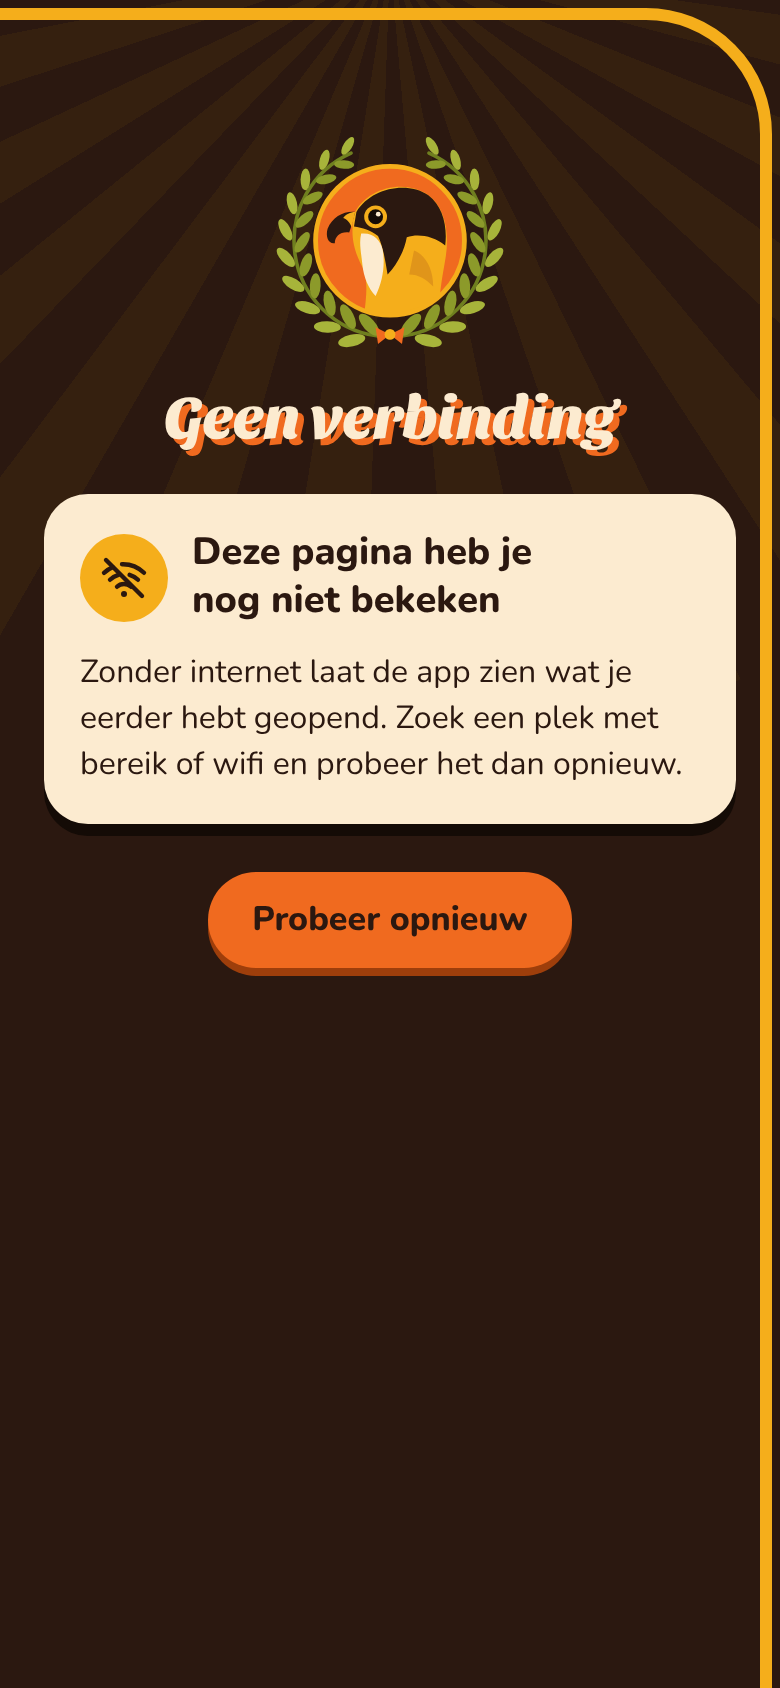 Geen verbinding
Deze pagina heb je
nog niet bekeken
Zonder internet laat de app zien wat je
eerder hebt geopend. Zoek een plek met
bereik of wifi en probeer het dan opnieuw.
Probeer opnieuw